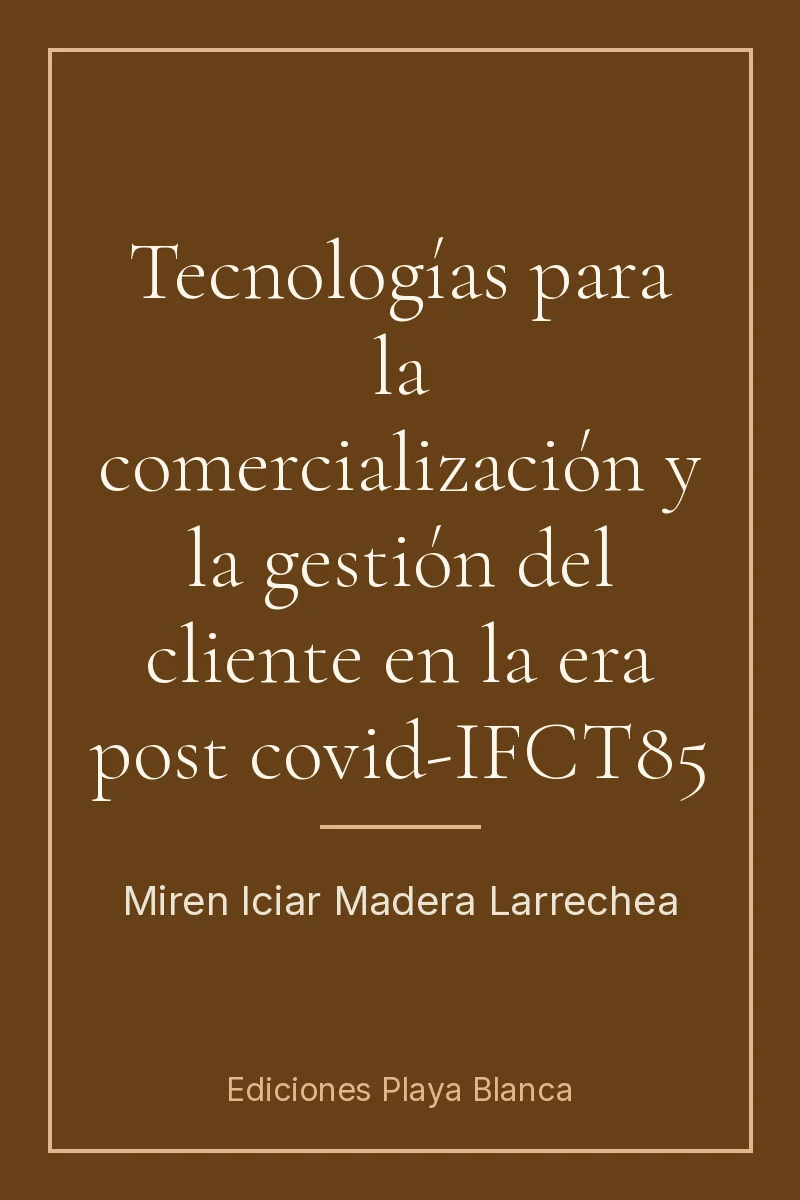 Tecnologías para
la
comercialización y
la gestión del
cliente en la era
post covid-IFCT85
Miren Iciar Madera Larrechea
Ediciones Playa Blanca